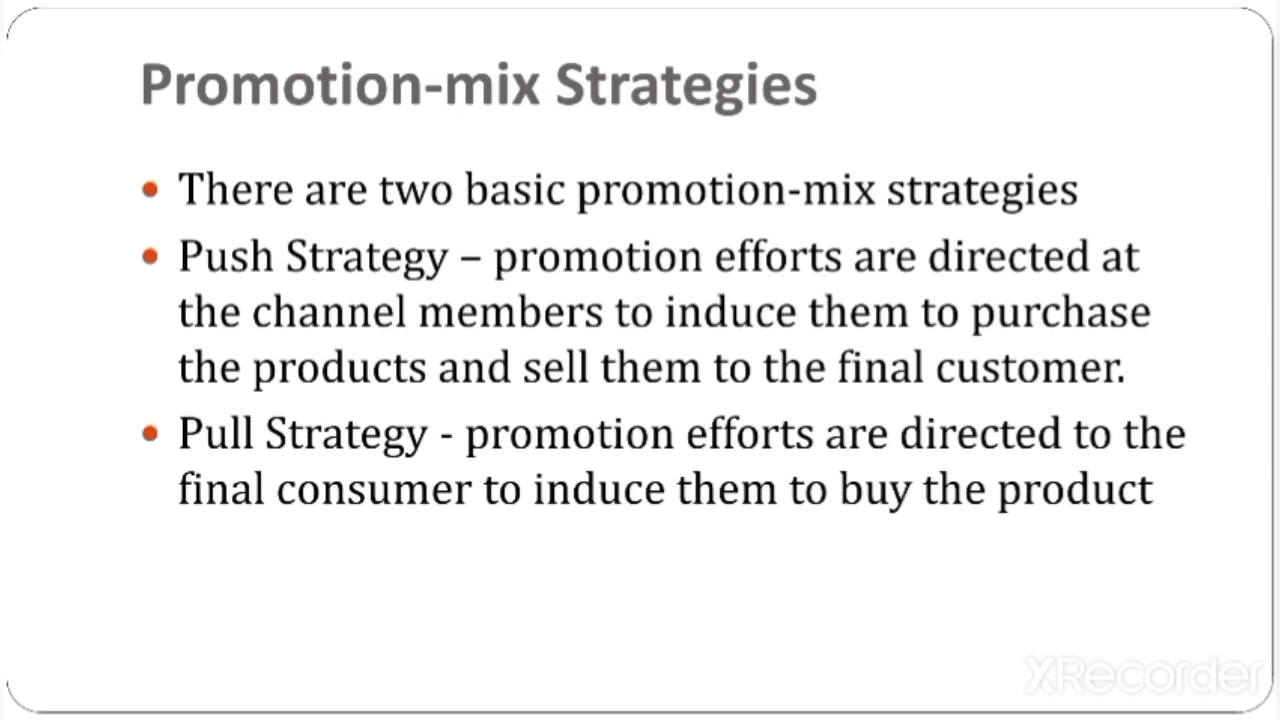 Promotion-mix Strategies
• There are two basic promotion-mix strategies
• Push Strategy – promotion efforts are directed at
the channel members to induce them to purchase
the products and sell them to the final customer.
• Pull Strategy - promotion efforts are directed to the
final consumer to induce them to buy the product
XRecorder